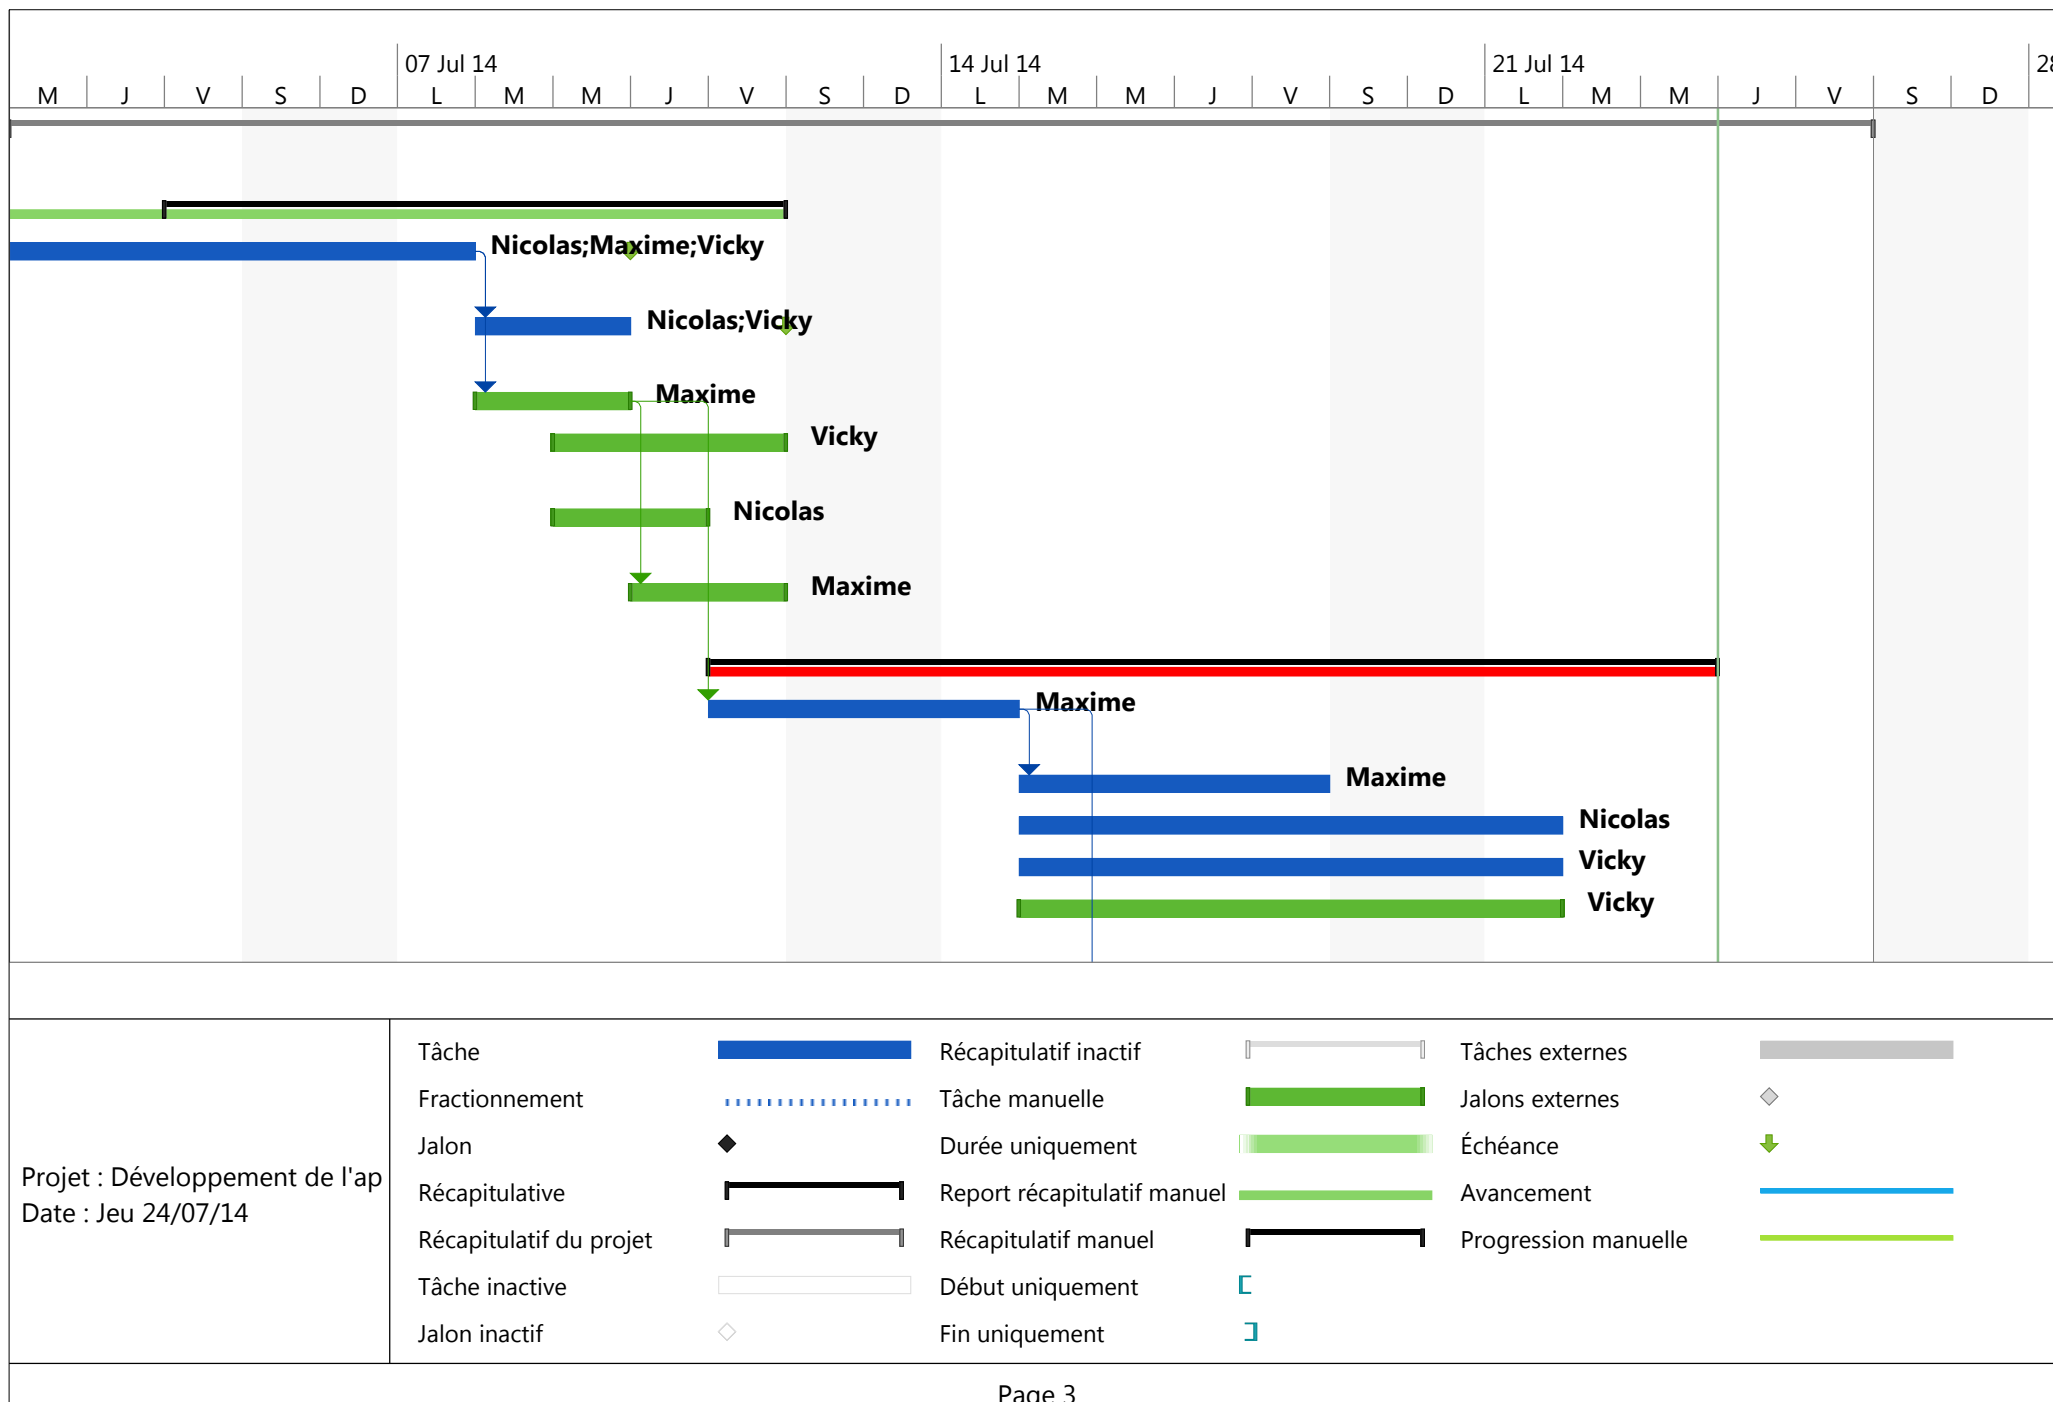 07 Jul 14 14 Jul 14 21 Jul 14 28
M J V S D L M M J V S D L M M J V S D L M M J V S D
Nicolas;Maxime;Vicky
Nicolas;Vicky
Maxime
Vicky
Nicolas
Maxime
Maxime
Maxime
Nicolas
Vicky
Vicky
Projet : Développement de l'ap
Date : Jeu 24/07/14
Tâche
Fractionnement
Jalon
Récapitulative
Récapitulatif du projet
Tâche inactive
Jalon inactif
Récapitulatif inactif
Tâche manuelle
Durée uniquement
Report récapitulatif manuel
Récapitulatif manuel
Début uniquement
Fin uniquement
Tâches externes
Jalons externes
Échéance
Avancement
Progression manuelle
Page 3